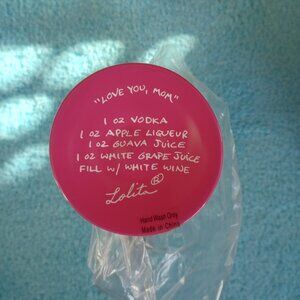 "LOVE YOU, MOM"
1 OZ VODKA
1 OZ APPLE LIQUEUR
1 OZ GUAVA JUICE
1 OZ WHITE GRAPE JUICE
FILL W/ WHITE WINE
Lolita ®
Hand Wash Only
Made in China